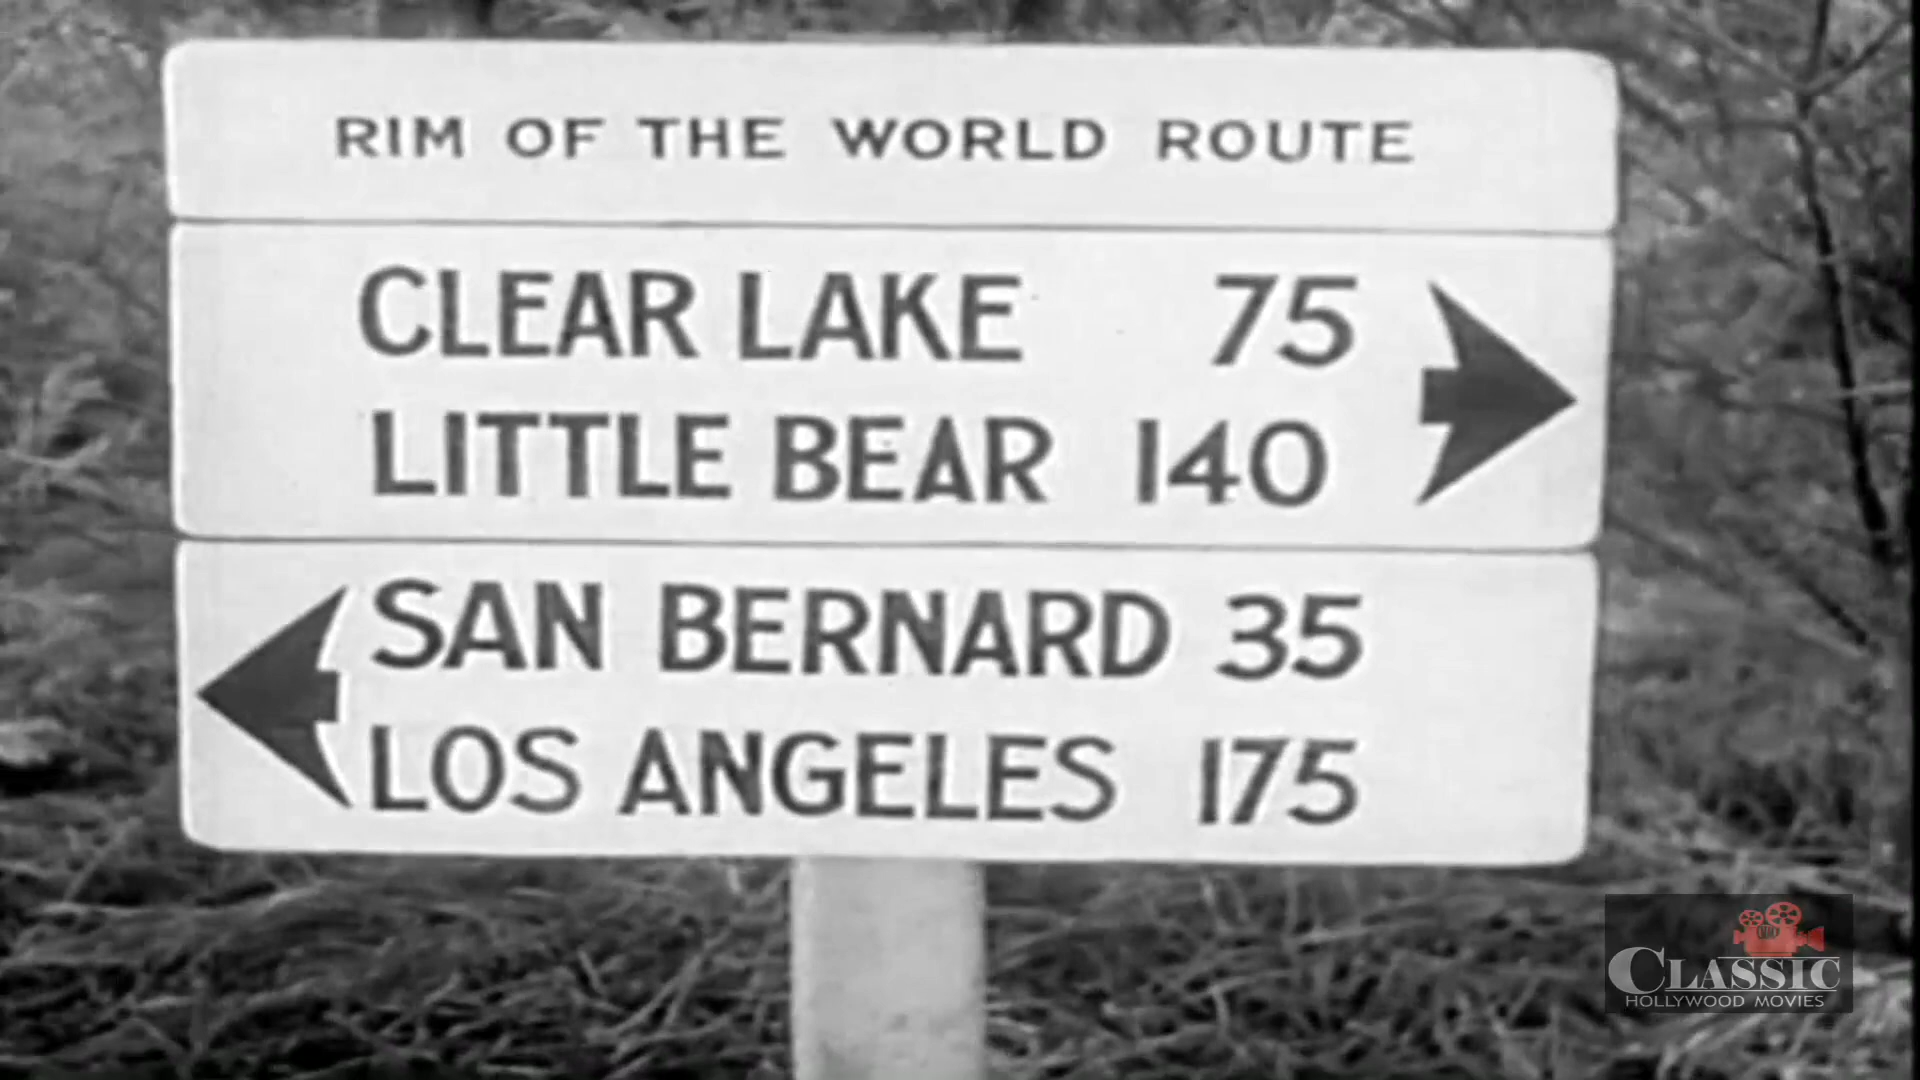 RIM OF THE WORLD ROUTE
CLEAR LAKE 75
LITTLE BEAR 140
SAN BERNARD 35
LOS ANGELES 175
CLASSIC
HOLLYWOOD MOVIES